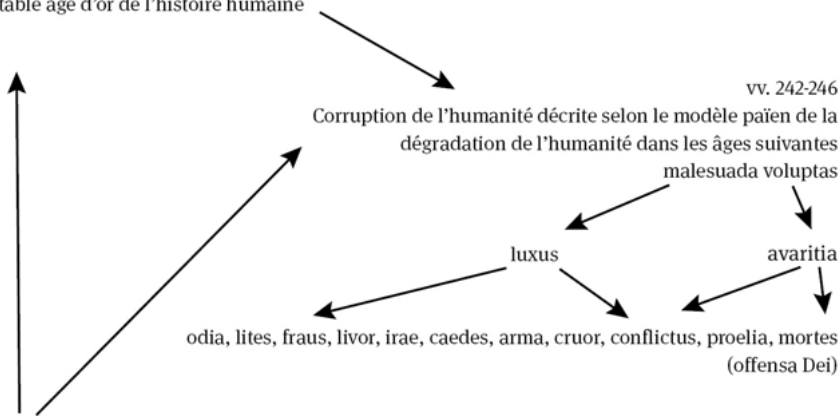 table âge d'or de l'histoire humaine
vv. 242-246
Corruption de l'humanité décrite selon le modèle païen de la
dégradation de l'humanité dans les âges suivantes
malesuada voluptas
luxus avaritia
odia, lites, fraus, livor, irae, caedes, arma, cruor, conflictus, proelia, mortes
(offensa Dei)